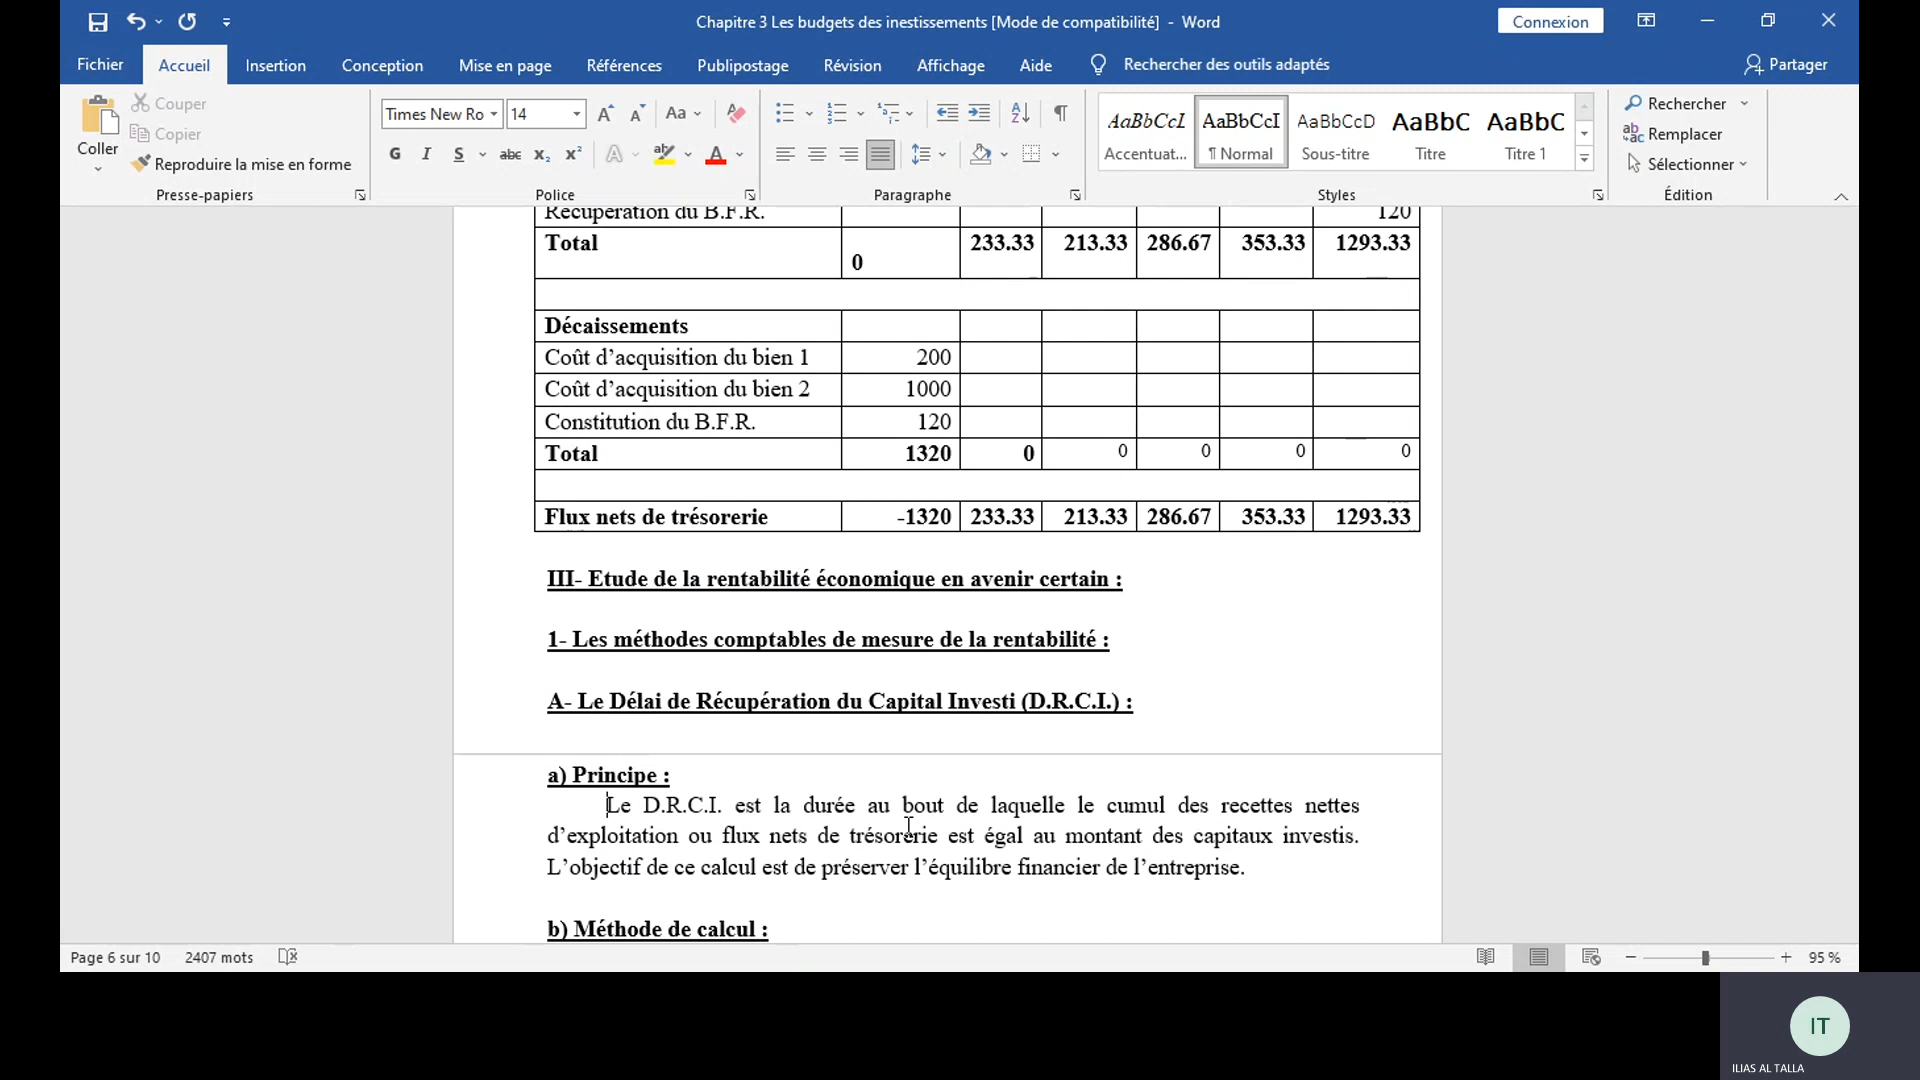 Chapitre 3 Les budgets des inestissements [Mode de compatibilité] - Word
Connexion
Fichier Accueil Insertion Conception Mise en page Références Publipostage Révision Affichage Aide Rechercher des outils adaptés Partager
Coller
Couper
Copier
Reproduire la mise en forme
Presse-papiers
Times New Ro 14
G I S abc x₂ x²
Police
Paragraphe
AaBbCcI AaBbCcI AaBbCcD AaBbC AaBbC
Accentuat... ¶ Normal Sous-titre Titre Titre 1
Styles
Rechercher
Remplacer
Sélectionner
Édition
Récupération du B.F.R. 120
Total 0 233.33 213.33 286.67 353.33 1293.33
Décaissements
Coût d’acquisition du bien 1 200
Coût d’acquisition du bien 2 1000
Constitution du B.F.R. 120
Total 1320 0 0 0 0 0
Flux nets de trésorerie -1320 233.33 213.33 286.67 353.33 1293.33
III- Etude de la rentabilité économique en avenir certain :
1- Les méthodes comptables de mesure de la rentabilité :
A- Le Délai de Récupération du Capital Investi (D.R.C.I.) :
a) Principe :
Le D.R.C.I. est la durée au bout de laquelle le cumul des recettes nettes
d’exploitation ou flux nets de trésorerie est égal au montant des capitaux investis.
L’objectif de ce calcul est de préserver l’équilibre financier de l’entreprise.
b) Méthode de calcul :
Page 6 sur 10 2407 mots 95 %
IT
ILIAS AL TALLA